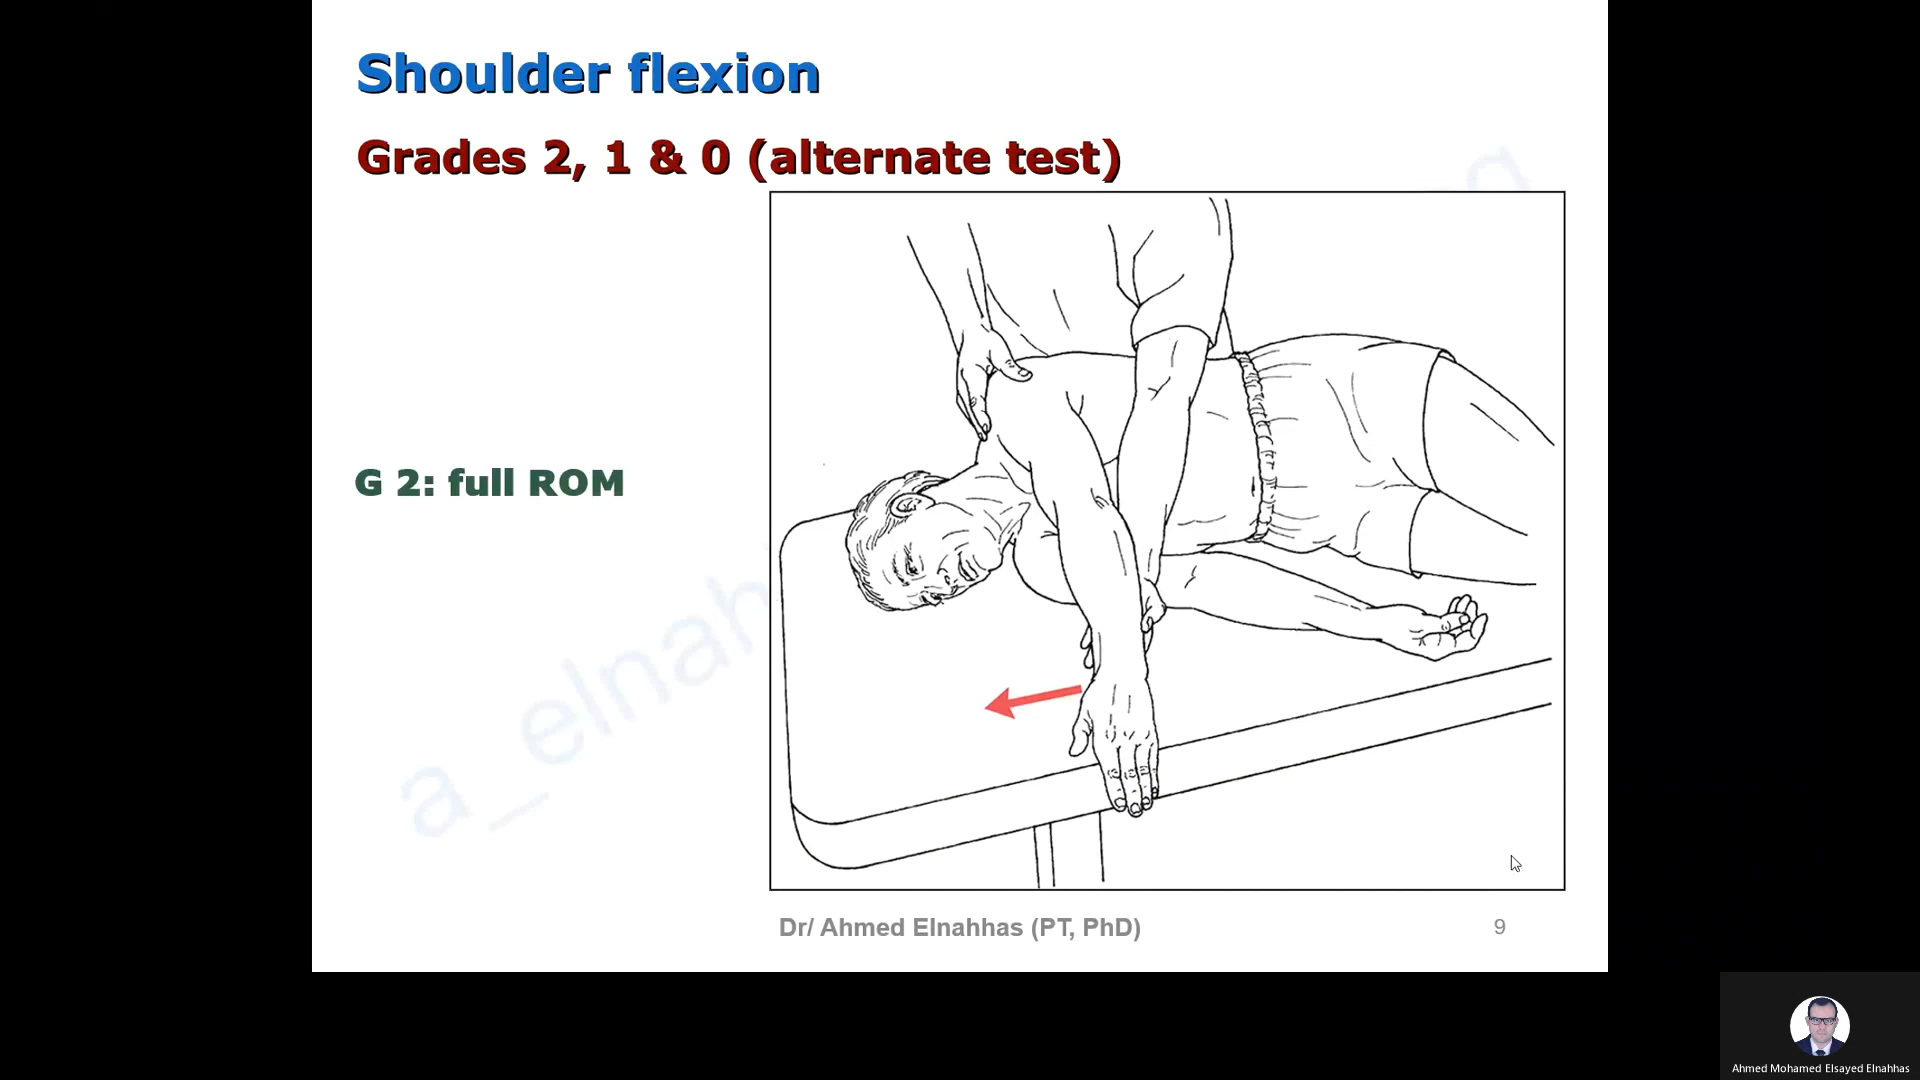 Shoulder flexion
Grades 2, 1 & 0 (alternate test)
G 2: full ROM
a_elnah
Dr/ Ahmed Elnahhas (PT, PhD)
9
Ahmed Mohamed Elsayed Elnahhas